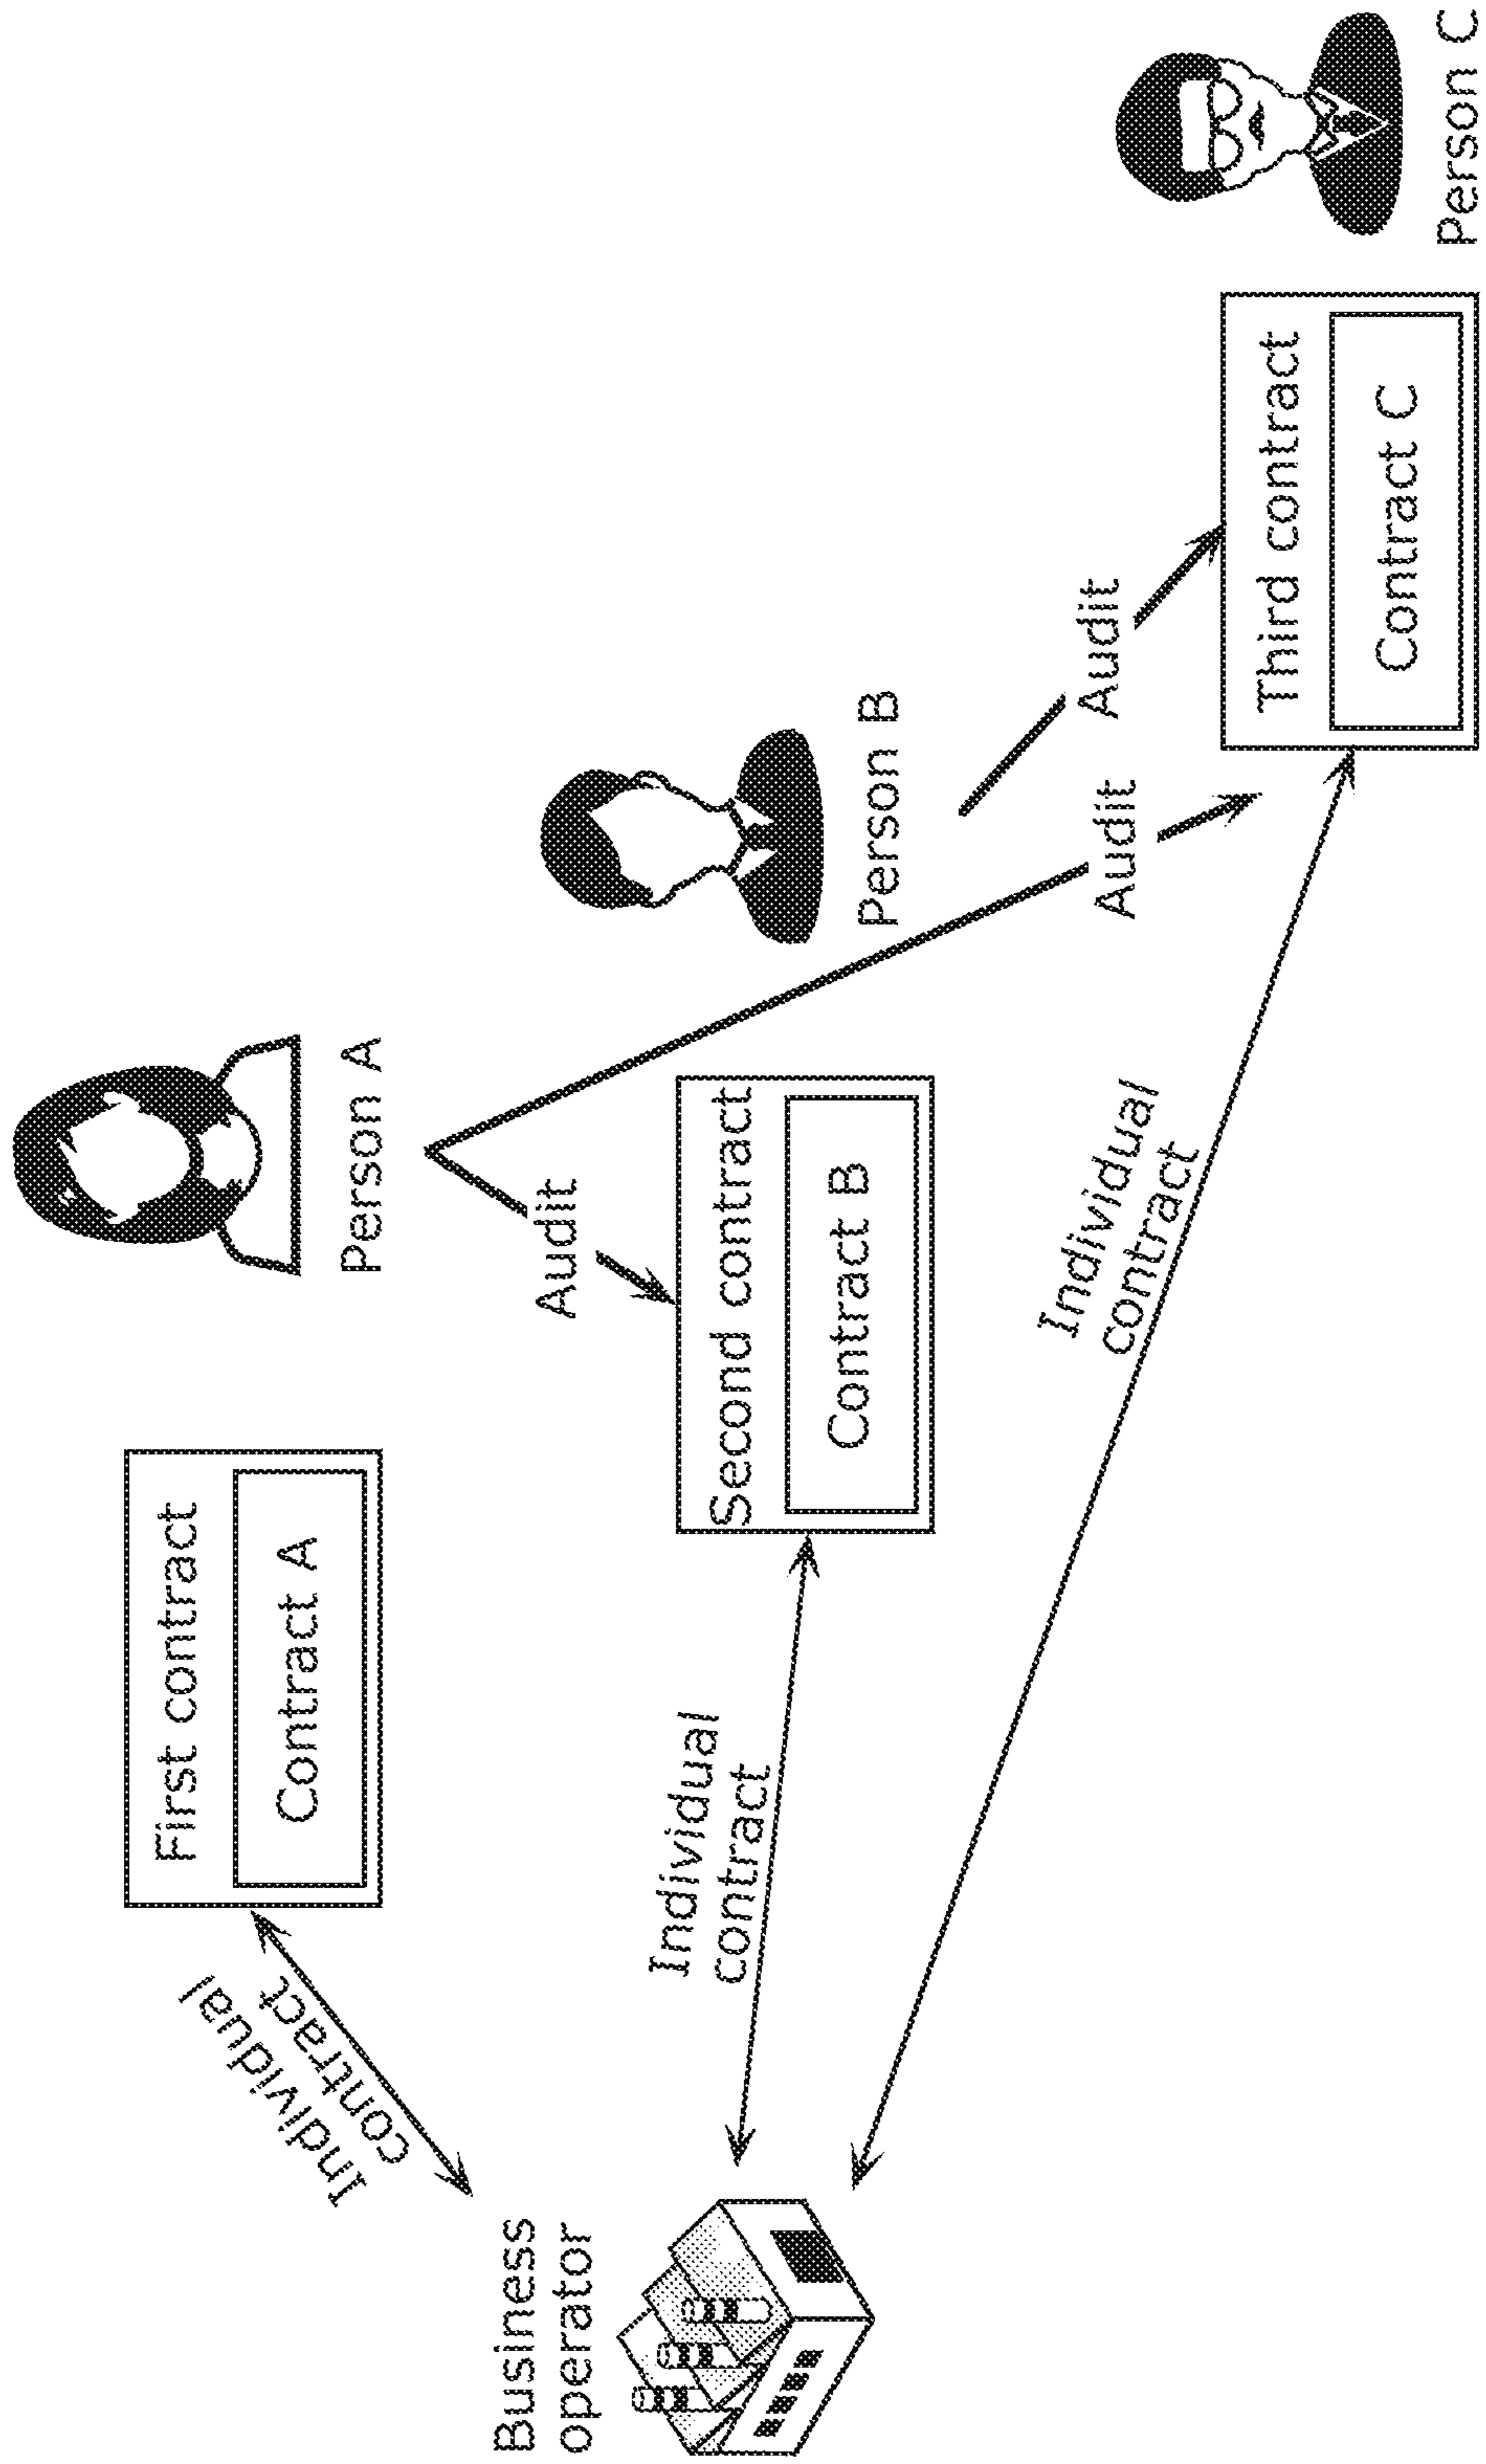 First contract
Contract A
Person A
Individual
contract
Business
operator
Audit
Second contract
Contract B
Person B
Individual
contract
Audit
Audit
Individual
contract
Third contract
Contract C
Person C